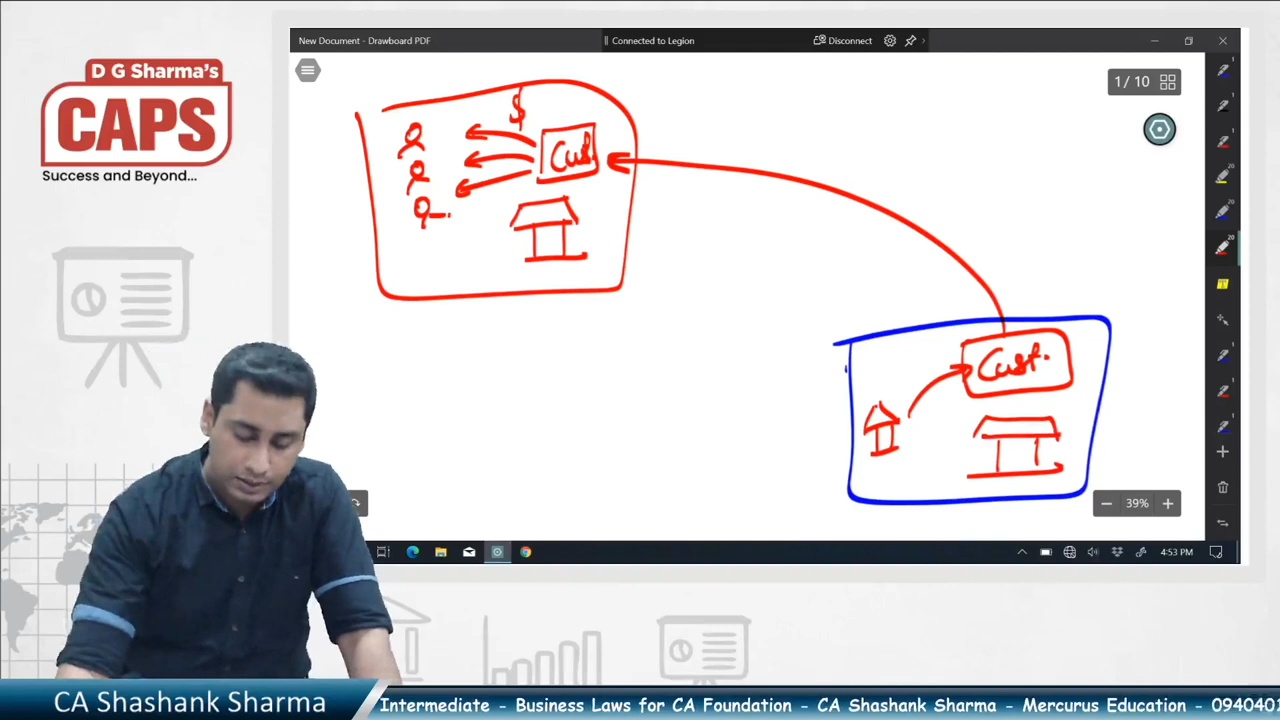 D G Sharma's
CAPS
Success and Beyond...
New Document - Drawboard PDF
Connected to Legion
Disconnect
1 / 10
$
Cust
Cust.
39%
4:53 PM
CA Shashank Sharma
Intermediate - Business Laws for CA Foundation - CA Shashank Sharma - Mercurus Education - 094040